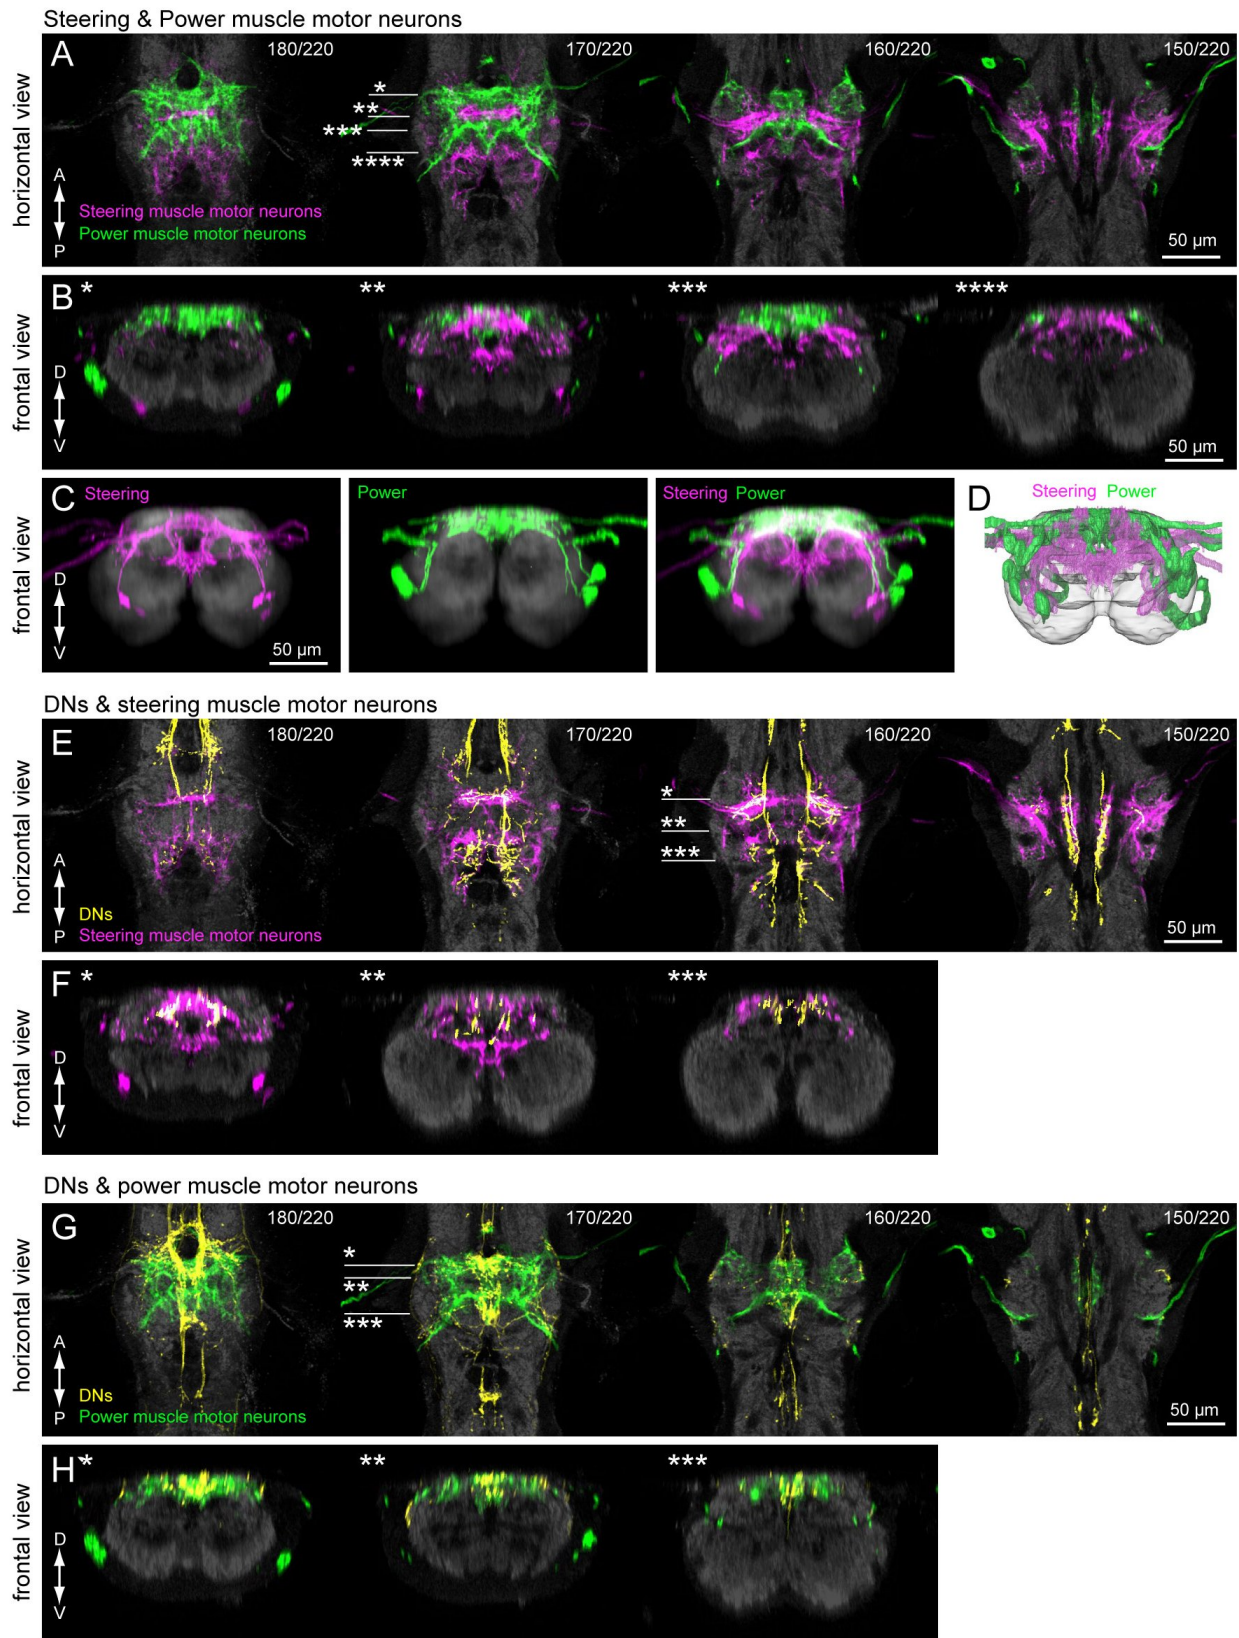 Steering & Power muscle motor neurons
horizontal view
A
180/220
170/220
160/220
150/220
*
**
***
****
A
P
Steering muscle motor neurons
Power muscle motor neurons
50 µm
frontal view
B
*
**
***
****
D
V
50 µm
frontal view
C
Steering
Power
Steering Power
D
Steering Power
D
V
50 µm
DNs & steering muscle motor neurons
horizontal view
E
180/220
170/220
160/220
150/220
*
**
***
A
P
DNs
Steering muscle motor neurons
50 µm
frontal view
F
*
**
***
D
V
DNs & power muscle motor neurons
horizontal view
G
180/220
170/220
160/220
150/220
*
**
***
A
P
DNs
Power muscle motor neurons
50 µm
frontal view
H
*
**
***
D
V